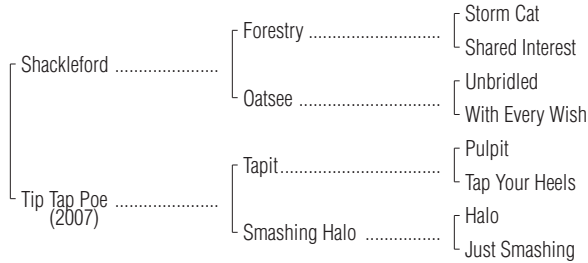 Storm Cat
Forestry ....................
Shared Interest
Shackleford ....................
Unbridled
Oatsee ....................
With Every Wish
Pulpit
Tapit....................
Tap Your Heels
Tip Tap Poe ....................
(2007)
Halo
Smashing Halo ...............
Just Smashing